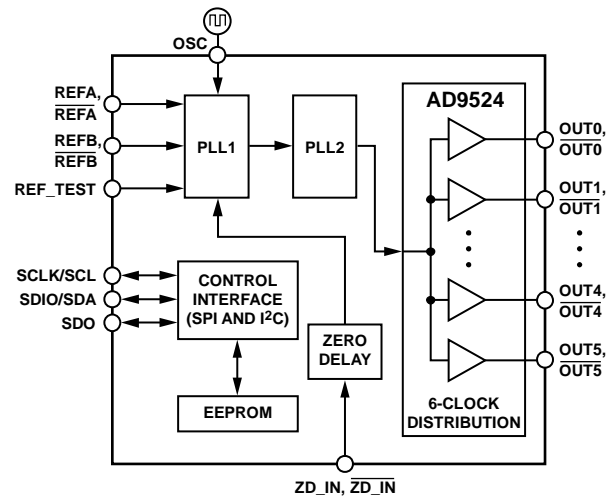 OSC
REFA,
REFA
REFB,
REFB
REF_TEST
PLL1
PLL2
AD9524
OUT0,
OUT0
OUT1,
OUT1
OUT4,
OUT4
OUT5,
OUT5
6-CLOCK
DISTRIBUTION
SCLK/SCL
SDIO/SDA
SDO
CONTROL
INTERFACE
(SPI AND I²C)
EEPROM
ZERO
DELAY
ZD_IN, ZD_IN